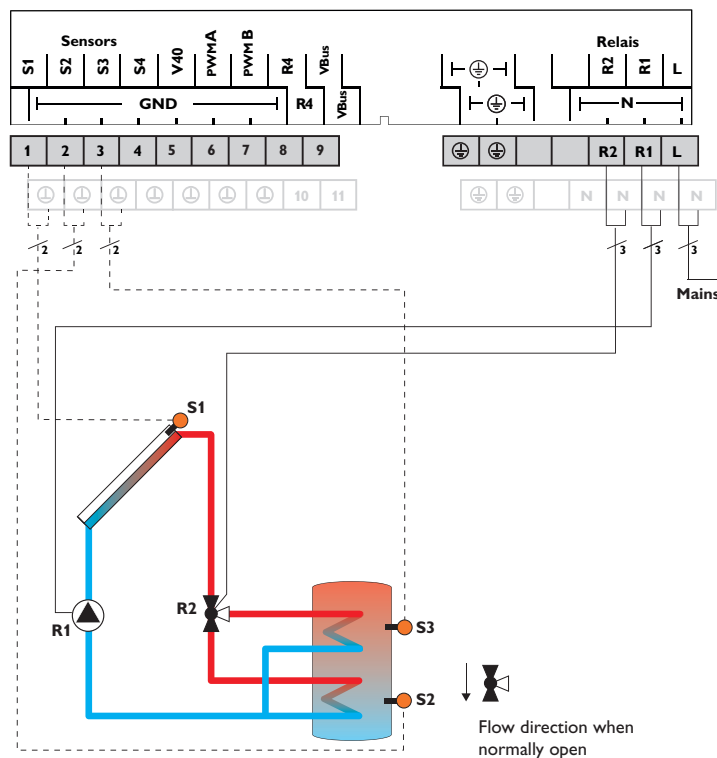 Sensors
Relais
S1 S2 S3 S4 V40 PWMA PWM B R4 VBus
R2 R1 L
GND
R4
VBus
N
1 2 3 4 5 6 7 8 9
R2 R1 L
10 11
N N N N
2 2 2
3 3 3
Mains
S1
R2
R1
S3
S2
Flow direction when
normally open